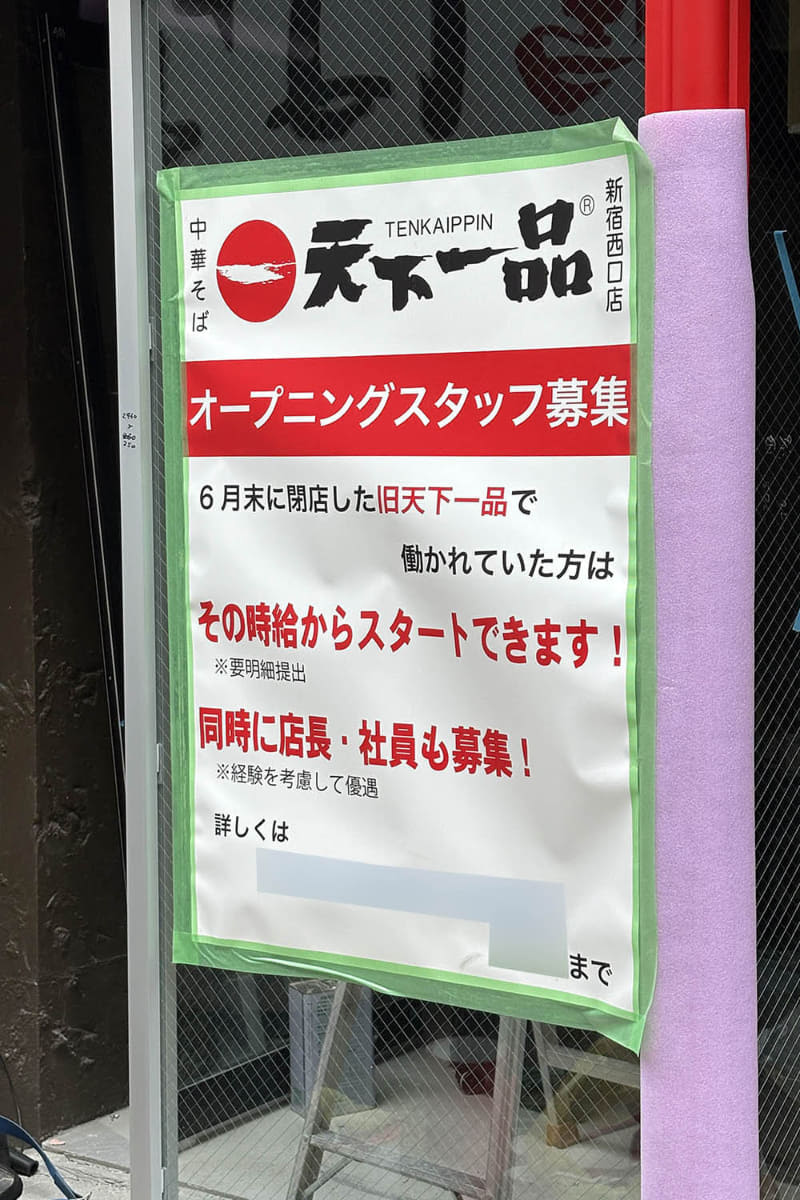 中華そば
天下一品
TENKAIPPIN
®
新宿西口店
オープニングスタッフ募集
6月末に閉店した旧天下一品で
働かれていた方は
その時給からスタートできます！
※要明細提出
同時に店長・社員も募集！
※経験を考慮して優遇
詳しくは
まで